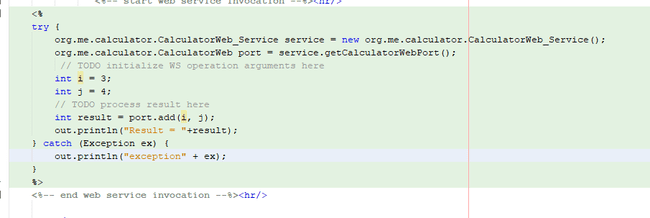 <%-- start web service invocation --%><hr/>
<%
try {
org.me.calculator.CalculatorWeb_Service service = new org.me.calculator.CalculatorWeb_Service();
org.me.calculator.CalculatorWeb port = service.getCalculatorWebPort();
// TODO initialize WS operation arguments here
int i = 3;
int j = 4;
// TODO process result here
int result = port.add(i, j);
out.println("Result = "+result);
} catch (Exception ex) {
out.println("exception" + ex);
}
%>
<%-- end web service invocation --%><hr/>